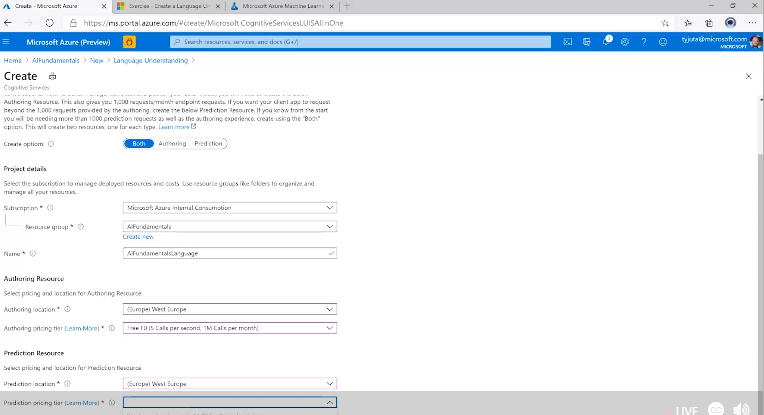 Create - Microsoft Azure
Exercise - Create a Language Un
Microsoft Azure Machine Learni
https://ms.portal.azure.com/#create/Microsoft.CognitiveServicesLUISAllInOne
Microsoft Azure (Preview)
Search resources, services, and docs (G+/)
1
tyjuta@microsoft.com
MICROSOFT
Home > AIFundamentals > New > Language Understanding >
Create
Cognitive Services
Authoring Resource. This also gives you 1,000 requests/month endpoint requests. If you want your client app to request
beyond the 1,000 requests provided by the authoring, create the below Prediction Resource. If you know from the start
you will be needing more than 1000 prediction requests as well as the authoring experience, create using the "Both"
option. This will create two resources, one for each type. Learn more
Create options
Both
Authoring
Prediction
Project details
Select the subscription to manage deployed resources and costs. Use resource groups like folders to organize and
manage all your resources.
Subscription *
Microsoft Azure Internal Consumption
Resource group *
AIFundamentals
Create new
Name *
AIFundamentalsLanguage
Authoring Resource
Select pricing and location for Authoring Resource
Authoring location *
(Europe) West Europe
Authoring pricing tier (Learn More) *
Free F0 (5 Calls per second, 1M Calls per month)
Prediction Resource
Select pricing and location for Prediction Resource
Prediction location *
(Europe) West Europe
Prediction pricing tier (Learn More) *
LIVE
CC